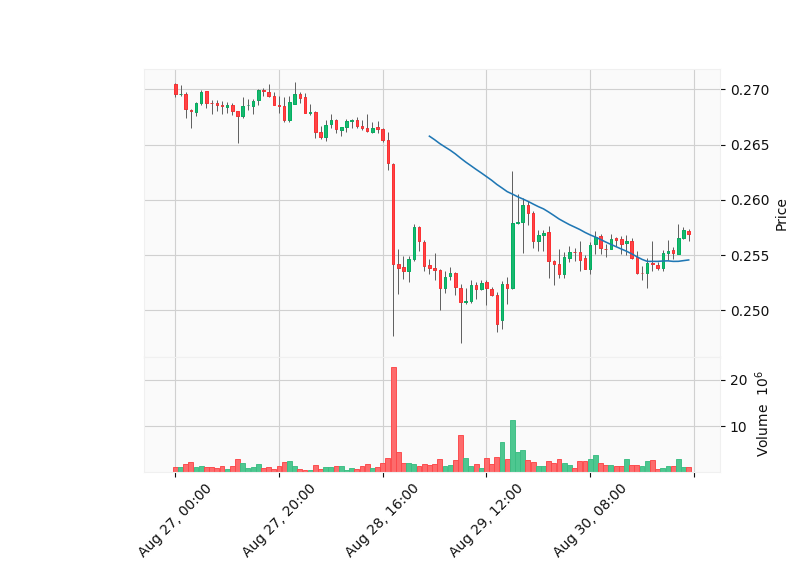 0.270
0.265
0.260
0.255
0.250
Price
20
10
Volume 10^6
Aug 27, 00:00
Aug 27, 20:00
Aug 28, 16:00
Aug 29, 12:00
Aug 30, 08:00